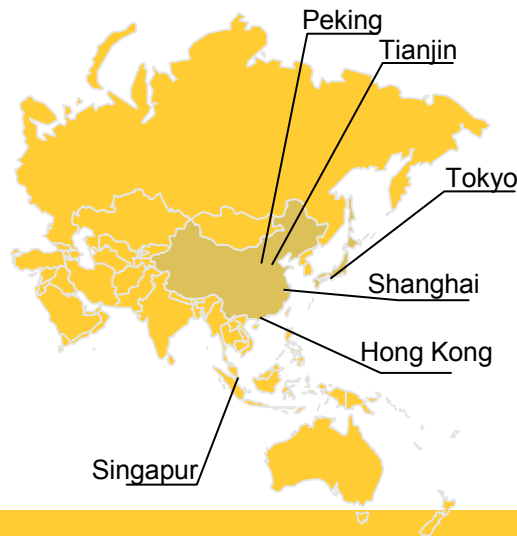 Peking
Tianjin
Tokyo
Shanghai
Hong Kong
Singapur